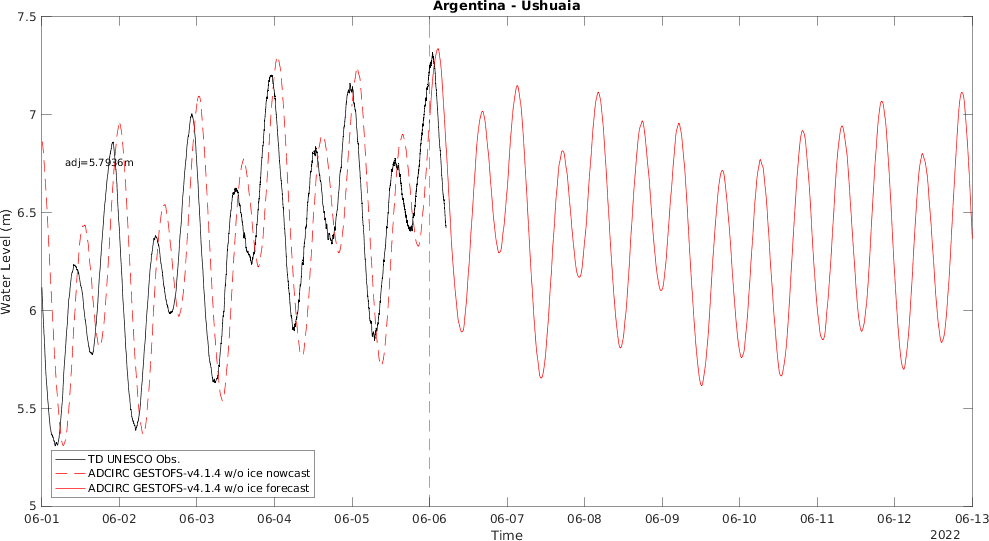 Argentina - Ushuaia
7.5
7
6.5
6
5.5
5
Water Level (m)
adj=5.7936m
TD UNESCO Obs.
ADCIRC GESTOFS-v4.1.4 w/o ice nowcast
ADCIRC GESTOFS-v4.1.4 w/o ice forecast
06-01 06-02 06-03 06-04 06-05 06-06 06-07 06-08 06-09 06-10 06-11 06-12 06-13
Time
2022